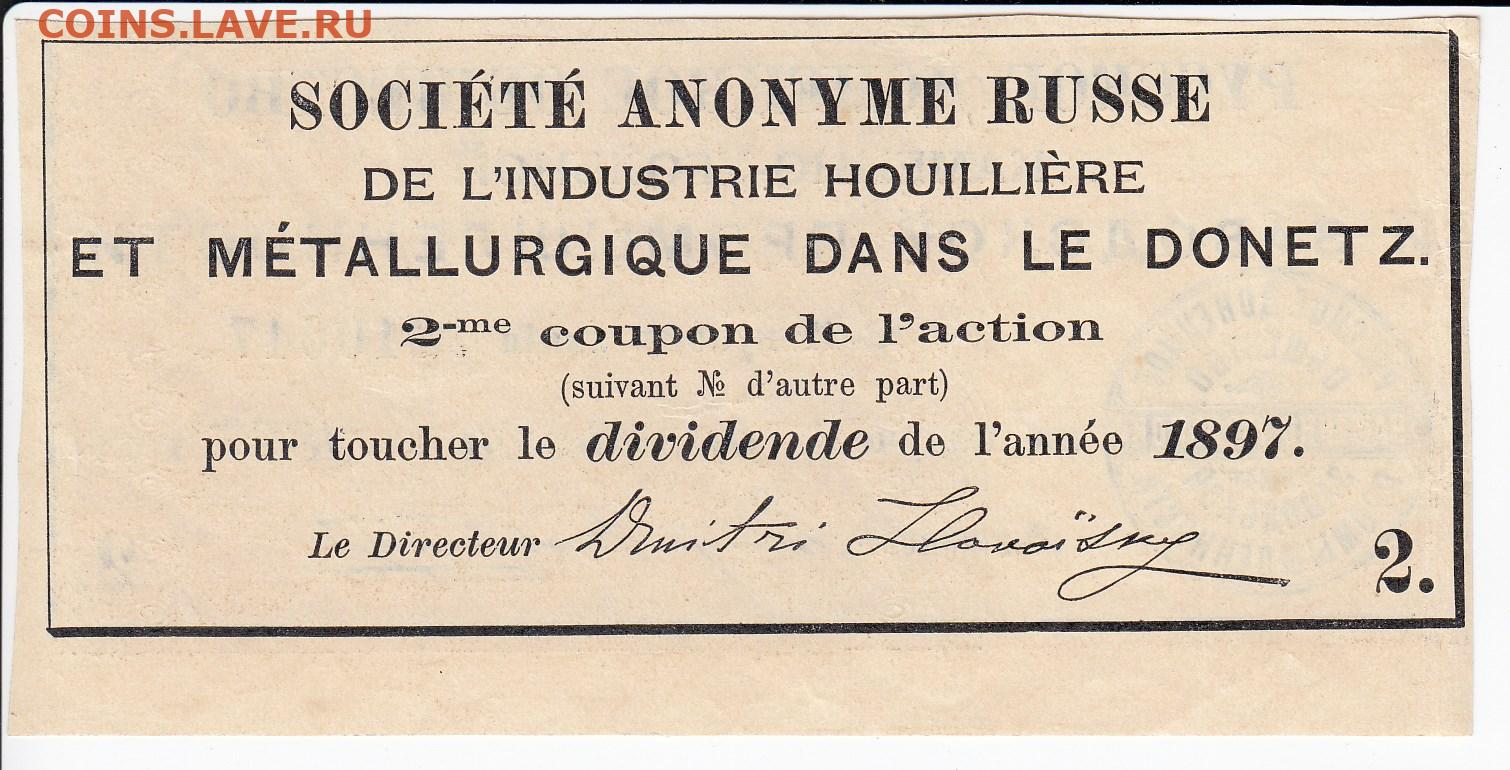 COINS.LAVE.RU
SOCIÉTÉ ANONYME RUSSE
DE L'INDUSTRIE HOUILLIÈRE
ET MÉTALLURGIQUE DANS LE DONETZ.
2-me coupon de l'action
(suivant № d'autre part)
pour toucher le dividende de l'année 1897.
Le Directeur Dmitri Ilovaïsky
2.